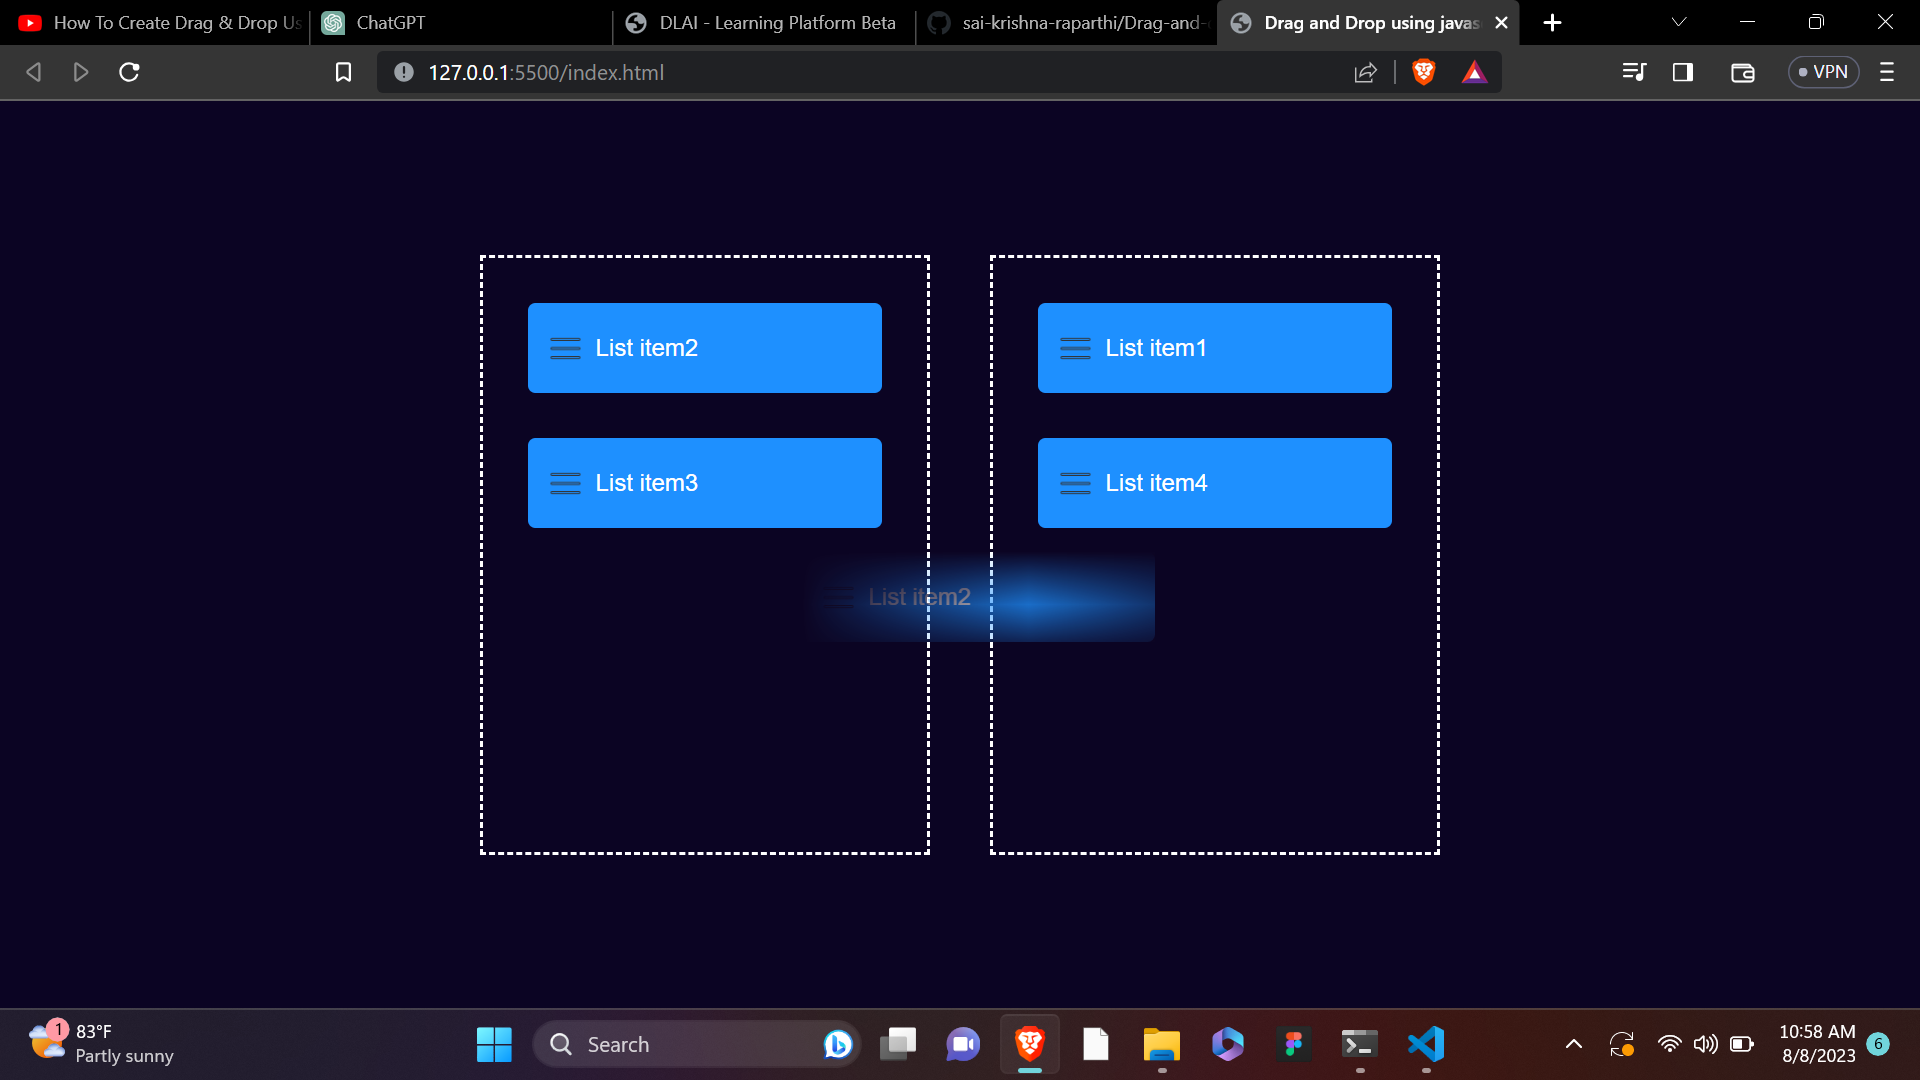 How To Create Drag & Drop Us
ChatGPT
DLAI - Learning Platform Beta
sai-krishna-raparthi/Drag-and-
Drag and Drop using javas
127.0.0.1:5500/index.html
VPN
List item2
List item1
List item3
List item4
List item2
1
83°F
Partly sunny
Search
10:58 AM
8/8/2023
6